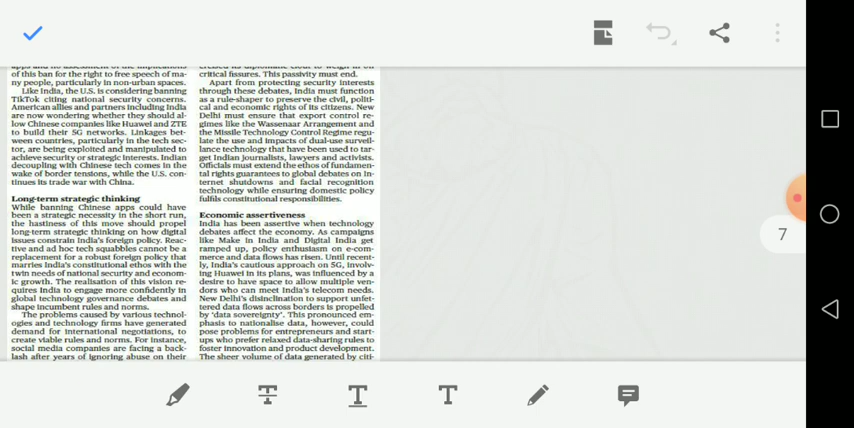 apps and no assessment of the implications
of this ban for the right to free speech of ma-
ny people, particularly in non-urban spaces.
Like India, the U.S. is considering banning
TikTok citing national security concerns.
American allies and partners including India
are now wondering whether they should al-
low Chinese companies like Huawei and ZTE
to build their 5G networks. Linkages bet-
ween countries, particularly in the tech sec-
tor, are being exploited and manipulated to
achieve security or strategic interests. Indian
decoupling with Chinese tech comes in the
wake of border tensions, while the U.S. con-
tinues its trade war with China.
Long-term strategic thinking
While banning Chinese apps could have
been a strategic necessity in the short run,
the hastiness of this move should propel
long-term strategic thinking on how digital
issues constrain India's foreign policy. Reac-
tive and ad hoc tech squabbles cannot be a
replacement for a robust foreign policy that
marries India's constitutional ethos with the
twin needs of national security and econom-
ic growth. The realisation of this vision re-
quires India to engage more confidently in
global technology governance debates and
shape incumbent rules and norms.
The problems caused by various technol-
ogies and technology firms have generated
demand for international negotiations, to
create viable rules and norms. For instance,
social media companies are facing a back-
lash after years of ignoring abuse on their
creised its diplomatic clout to weigh in on
critical fissures. This passivity must end.
Apart from protecting security interests
through these debates, India must function
as a rule-shaper to preserve the civil, politi-
cal and economic rights of its citizens. New
Delhi must ensure that export control re-
gimes like the Wassenaar Arrangement and
the Missile Technology Control Regime regu-
late the use and impacts of dual-use surveil-
lance technology that have been used to tar-
get Indian journalists, lawyers and activists.
Officials must extend the ethos of fundamen-
tal rights guarantees to global debates on in-
ternet shutdowns and facial recognition
technology while ensuring domestic policy
fulfils constitutional responsibilities.
Economic assertiveness
India has been assertive when technology
debates affect the economy. As campaigns
like Make in India and Digital India get
ramped up, policy enthusiasm on e-com-
merce and data flows has risen. Until recent-
ly, India's cautious approach on 5G, involv-
ing Huawei in its plans, was influenced by a
desire to have space to allow multiple ven-
dors who can meet India's telecom needs.
New Delhi's disinclination to support unfet-
tered data flows across borders is propelled
by 'data sovereignty'. This pronounced em-
phasis to nationalise data, however, could
pose problems for entrepreneurs and start-
ups who prefer relaxed data-sharing rules to
foster innovation and product development.
The sheer volume of data generated by citi-
7
T
T
T